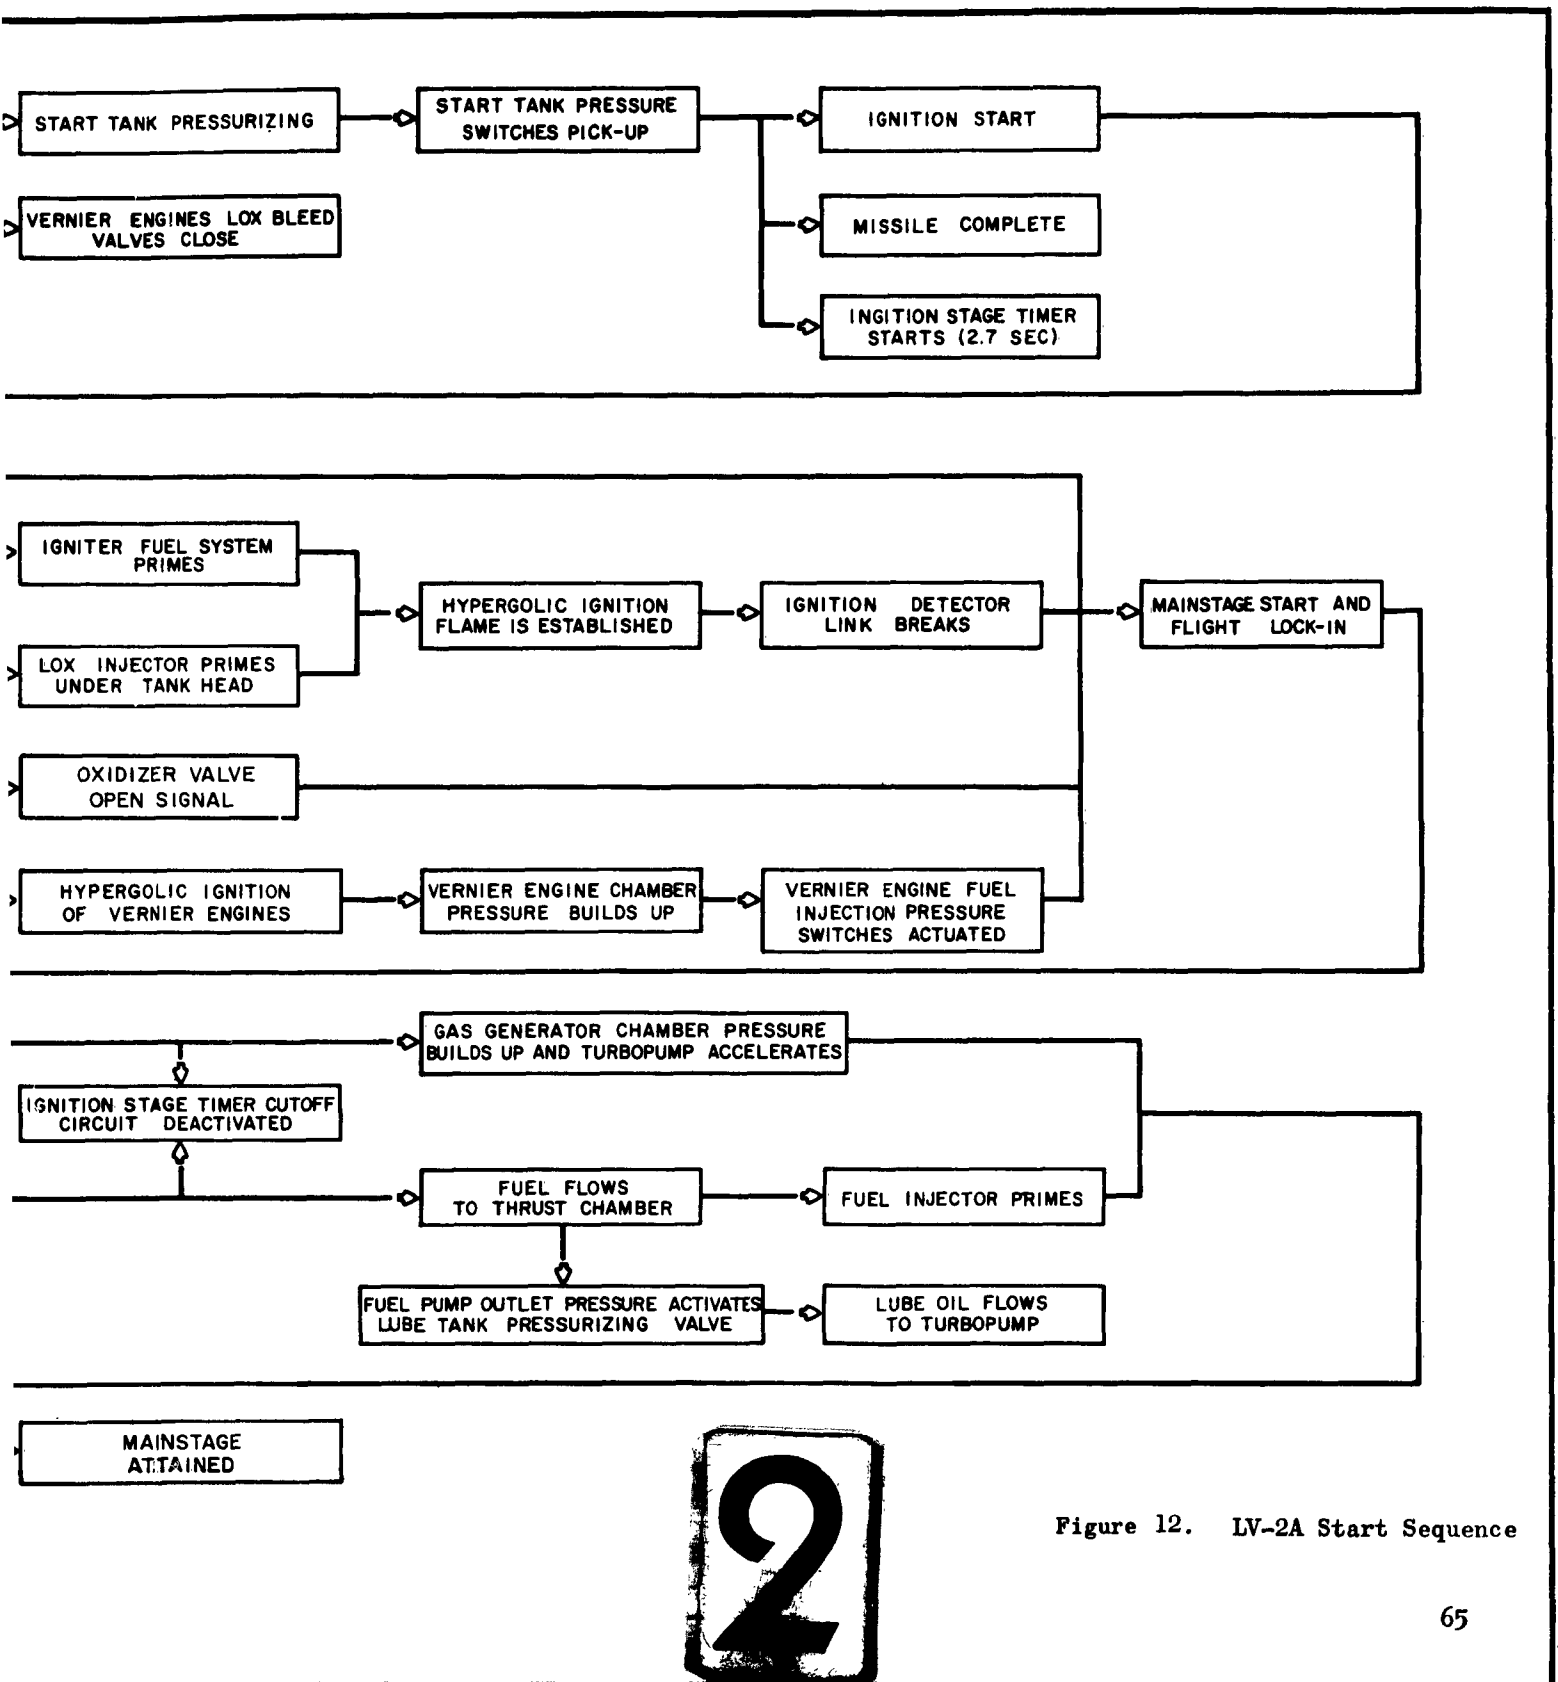 START TANK PRESSURIZING
START TANK PRESSURE
SWITCHES PICK-UP
IGNITION START
VERNIER ENGINES LOX BLEED
VALVES CLOSE
MISSILE COMPLETE
INGITION STAGE TIMER
STARTS (2.7 SEC)
IGNITER FUEL SYSTEM
PRIMES
HYPERGOLIC IGNITION
FLAME IS ESTABLISHED
IGNITION DETECTOR
LINK BREAKS
MAINSTAGE START AND
FLIGHT LOCK-IN
LOX INJECTOR PRIMES
UNDER TANK HEAD
OXIDIZER VALVE
OPEN SIGNAL
HYPERGOLIC IGNITION
OF VERNIER ENGINES
VERNIER ENGINE CHAMBER
PRESSURE BUILDS UP
VERNIER ENGINE FUEL
INJECTION PRESSURE
SWITCHES ACTUATED
GAS GENERATOR CHAMBER PRESSURE
BUILDS UP AND TURBOPUMP ACCELERATES
IGNITION STAGE TIMER CUTOFF
CIRCUIT DEACTIVATED
FUEL FLOWS
TO THRUST CHAMBER
FUEL INJECTOR PRIMES
FUEL PUMP OUTLET PRESSURE ACTIVATES
LUBE TANK PRESSURIZING VALVE
LUBE OIL FLOWS
TO TURBOPUMP
MAINSTAGE
ATTAINED
2
Figure 12. LV-2A Start Sequence
65